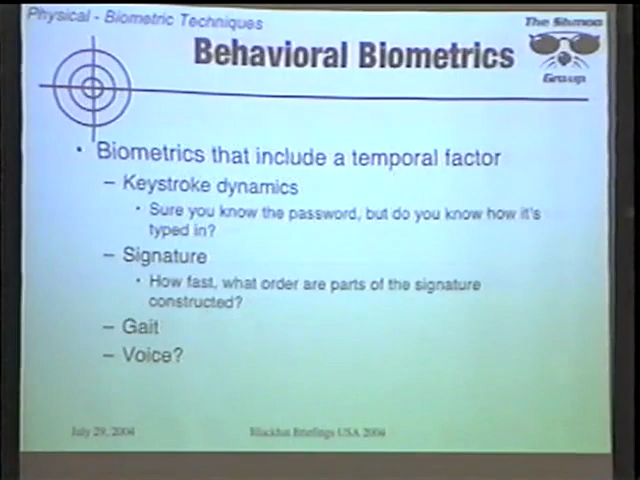 Physical - Biometric Techniques
The Shmoo
Group
Behavioral Biometrics
• Biometrics that include a temporal factor
– Keystroke dynamics
• Sure you know the password, but do you know how it's
typed in?
– Signature
• How fast, what order are parts of the signature
constructed?
– Gait
– Voice?
July 29, 2004
Blackhat Briefings USA 2004